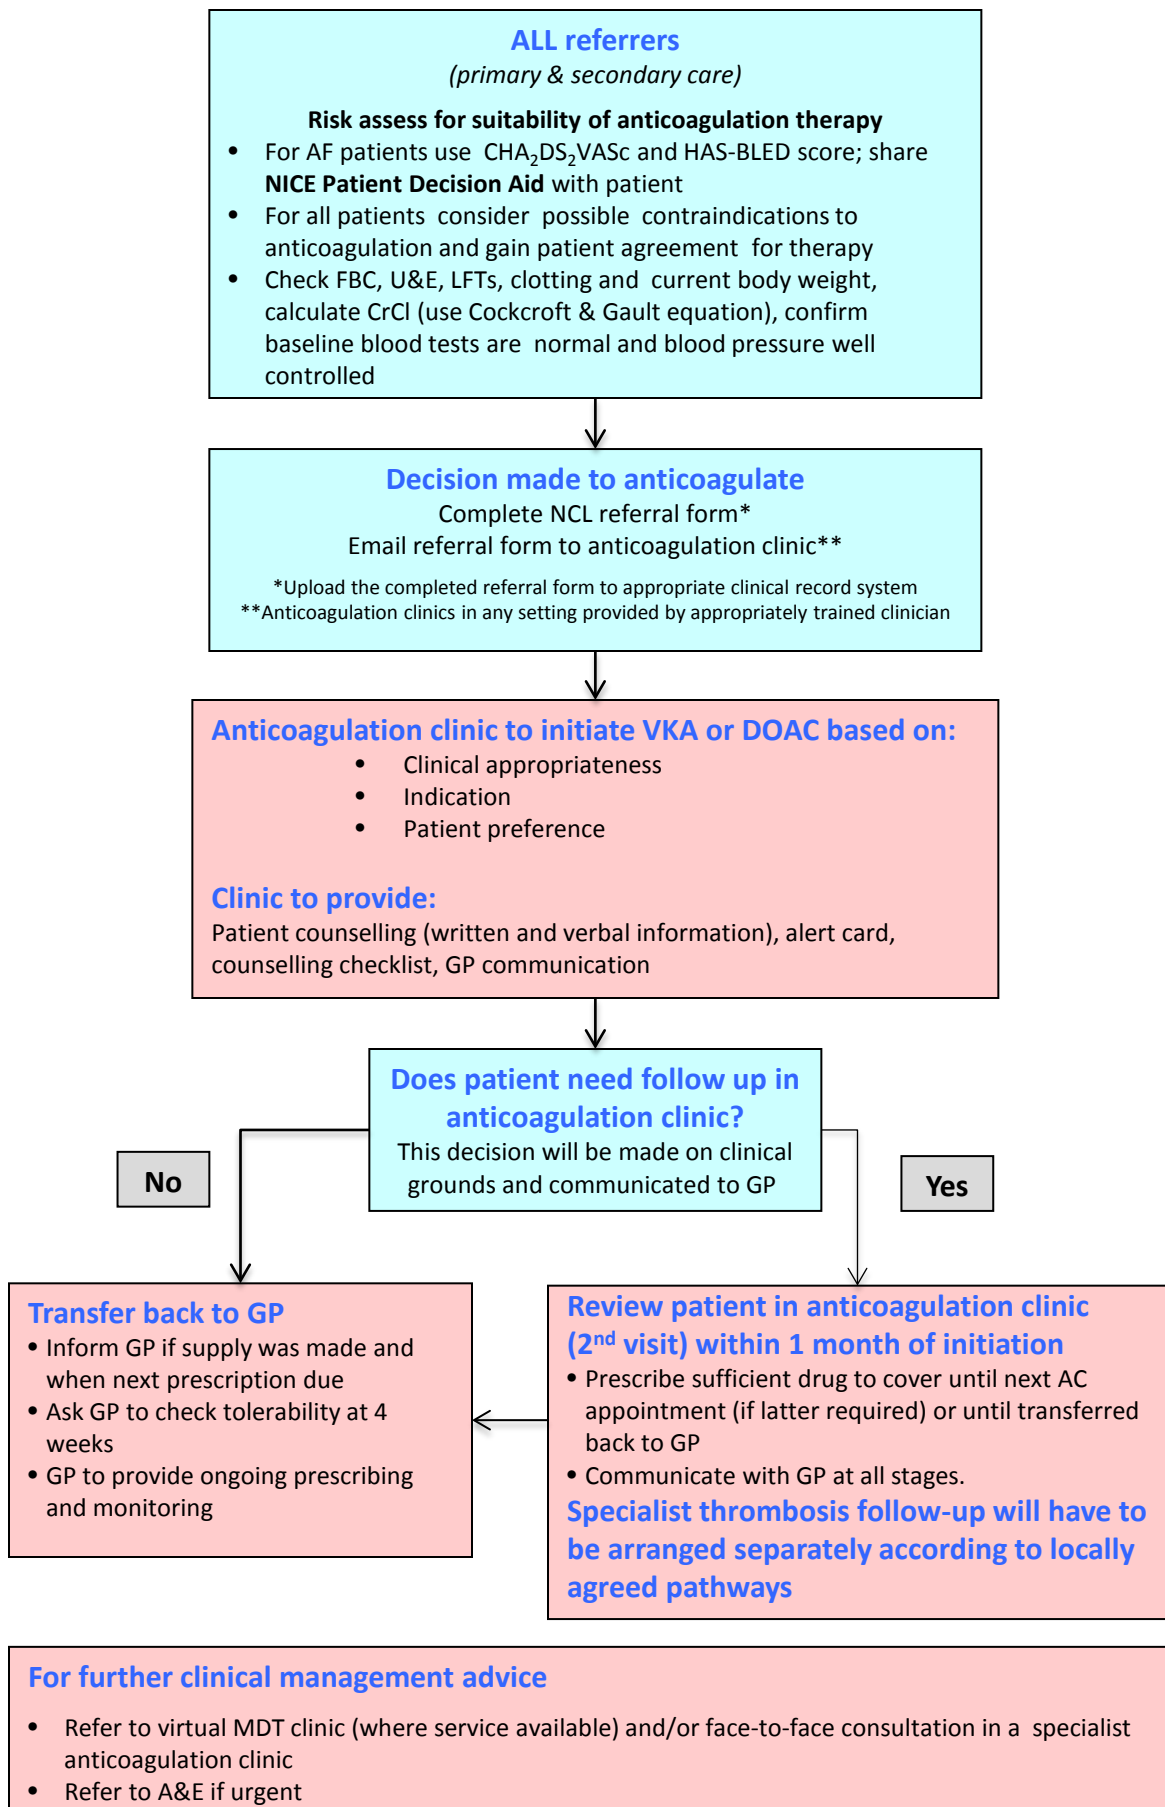 ALL referrers
(primary & secondary care)
Risk assess for suitability of anticoagulation therapy
• For AF patients use CHA₂DS₂VASc and HAS-BLED score; share
NICE Patient Decision Aid with patient
• For all patients consider possible contraindications to
anticoagulation and gain patient agreement for therapy
• Check FBC, U&E, LFTs, clotting and current body weight,
calculate CrCl (use Cockcroft & Gault equation), confirm
baseline blood tests are normal and blood pressure well
controlled
Decision made to anticoagulate
Complete NCL referral form*
Email referral form to anticoagulation clinic**
*Upload the completed referral form to appropriate clinical record system
**Anticoagulation clinics in any setting provided by appropriately trained clinician
Anticoagulation clinic to initiate VKA or DOAC based on:
• Clinical appropriateness
• Indication
• Patient preference
Clinic to provide:
Patient counselling (written and verbal information), alert card,
counselling checklist, GP communication
Does patient need follow up in
anticoagulation clinic?
This decision will be made on clinical
grounds and communicated to GP
No
Yes
Transfer back to GP
• Inform GP if supply was made and
when next prescription due
• Ask GP to check tolerability at 4
weeks
• GP to provide ongoing prescribing
and monitoring
Review patient in anticoagulation clinic
(2nd visit) within 1 month of initiation
• Prescribe sufficient drug to cover until next AC
appointment (if latter required) or until transferred
back to GP
• Communicate with GP at all stages.
Specialist thrombosis follow-up will have to
be arranged separately according to locally
agreed pathways
For further clinical management advice
• Refer to virtual MDT clinic (where service available) and/or face-to-face consultation in a specialist
anticoagulation clinic
• Refer to A&E if urgent